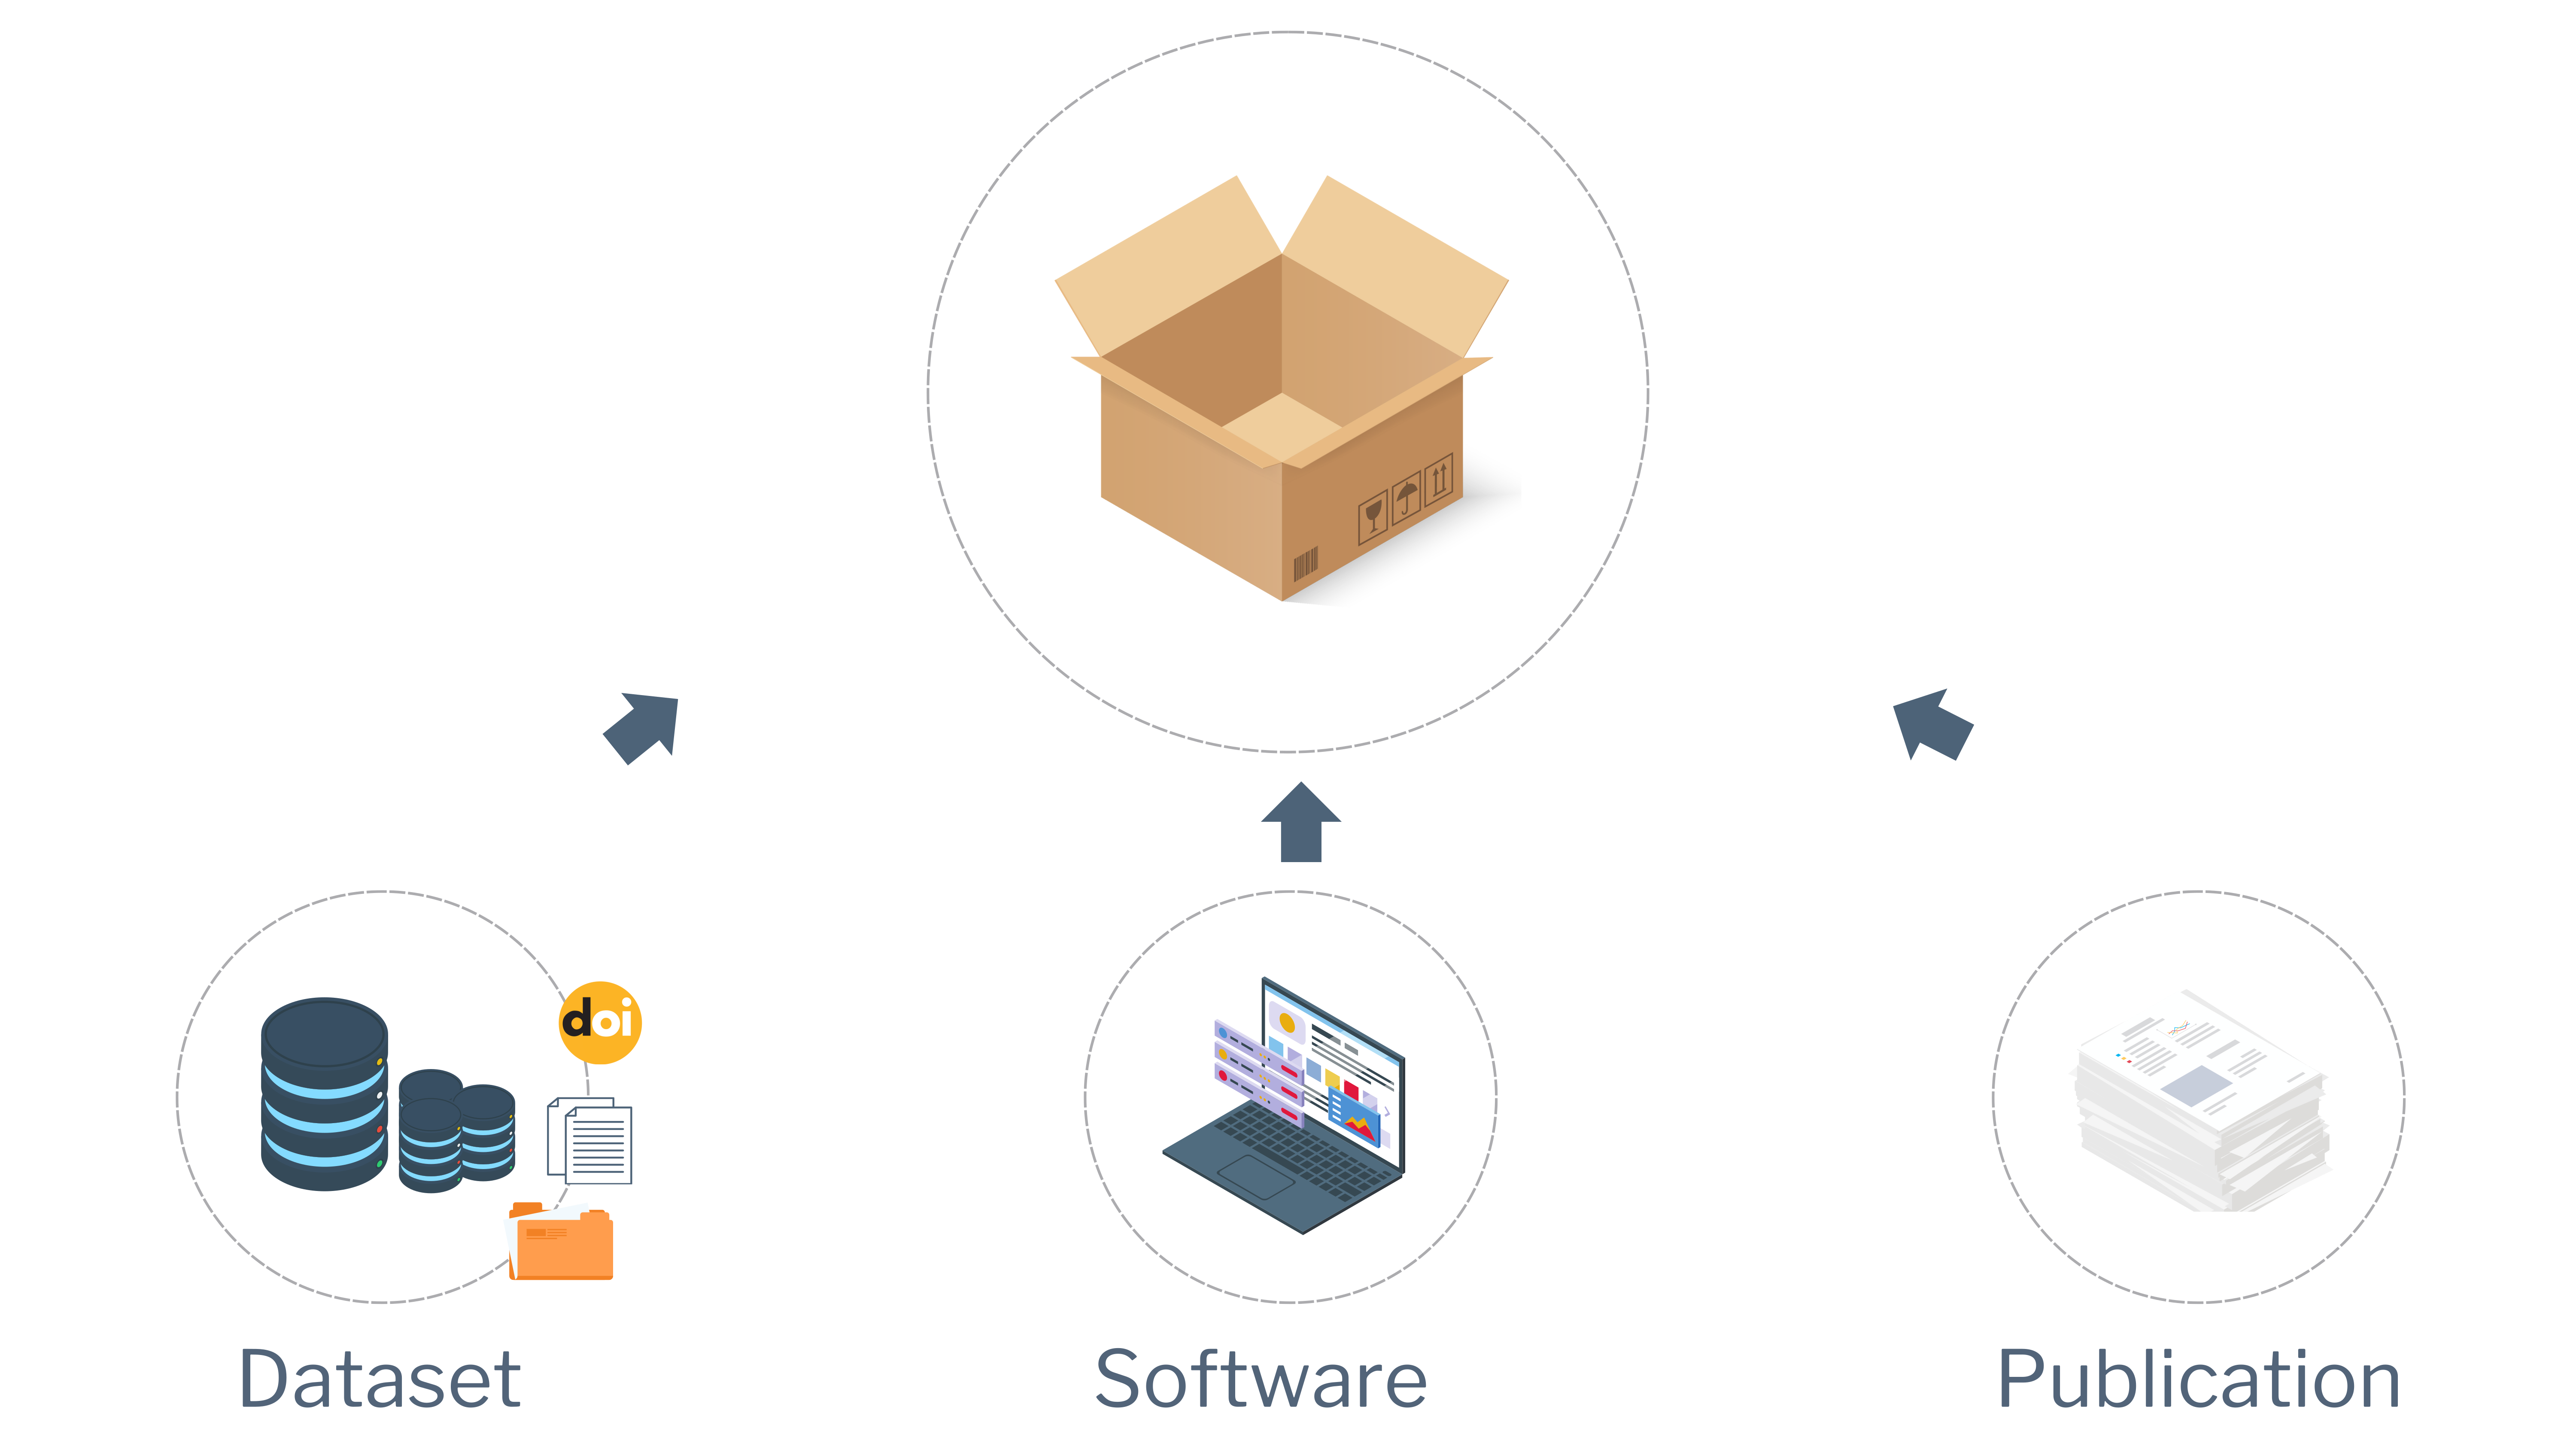 doi
Dataset
Software
Publication